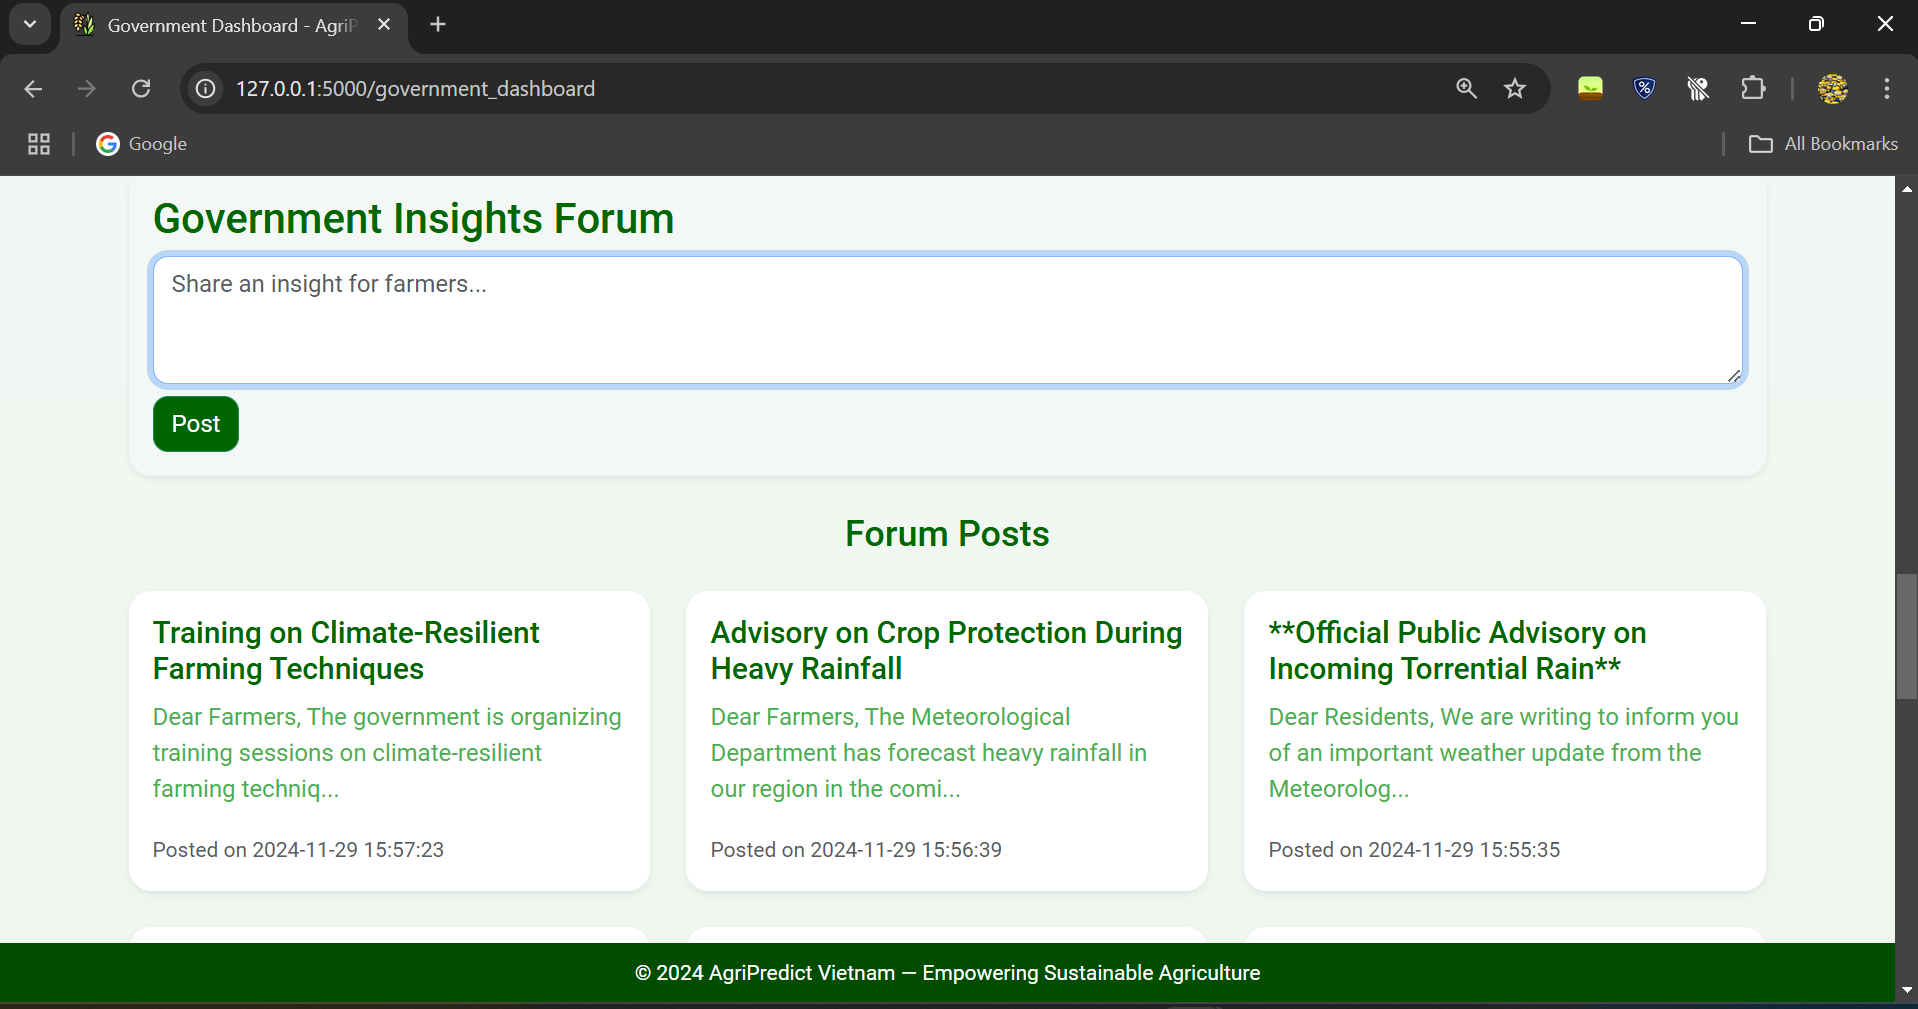 Government Dashboard - AgriP
127.0.0.1:5000/government_dashboard
Google
All Bookmarks
Government Insights Forum
Share an insight for farmers...
Post
Forum Posts
Training on Climate-Resilient
Farming Techniques
Dear Farmers, The government is organizing
training sessions on climate-resilient
farming techniq...
Posted on 2024-11-29 15:57:23
Advisory on Crop Protection During
Heavy Rainfall
Dear Farmers, The Meteorological
Department has forecast heavy rainfall in
our region in the comi...
Posted on 2024-11-29 15:56:39
**Official Public Advisory on
Incoming Torrential Rain**
Dear Residents, We are writing to inform you
of an important weather update from the
Meteorolog...
Posted on 2024-11-29 15:55:35
© 2024 AgriPredict Vietnam — Empowering Sustainable Agriculture